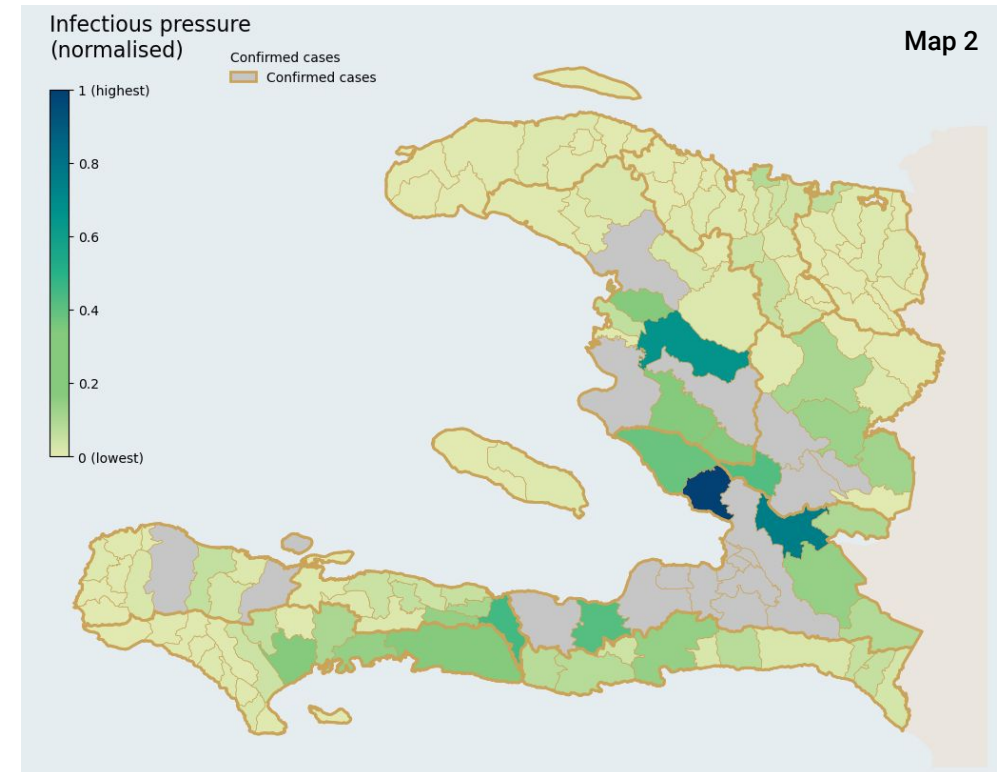 Infectious pressure
(normalised)
Map 2
Confirmed cases
Confirmed cases
1 (highest)
0.8
0.6
0.4
0.2
0 (lowest)